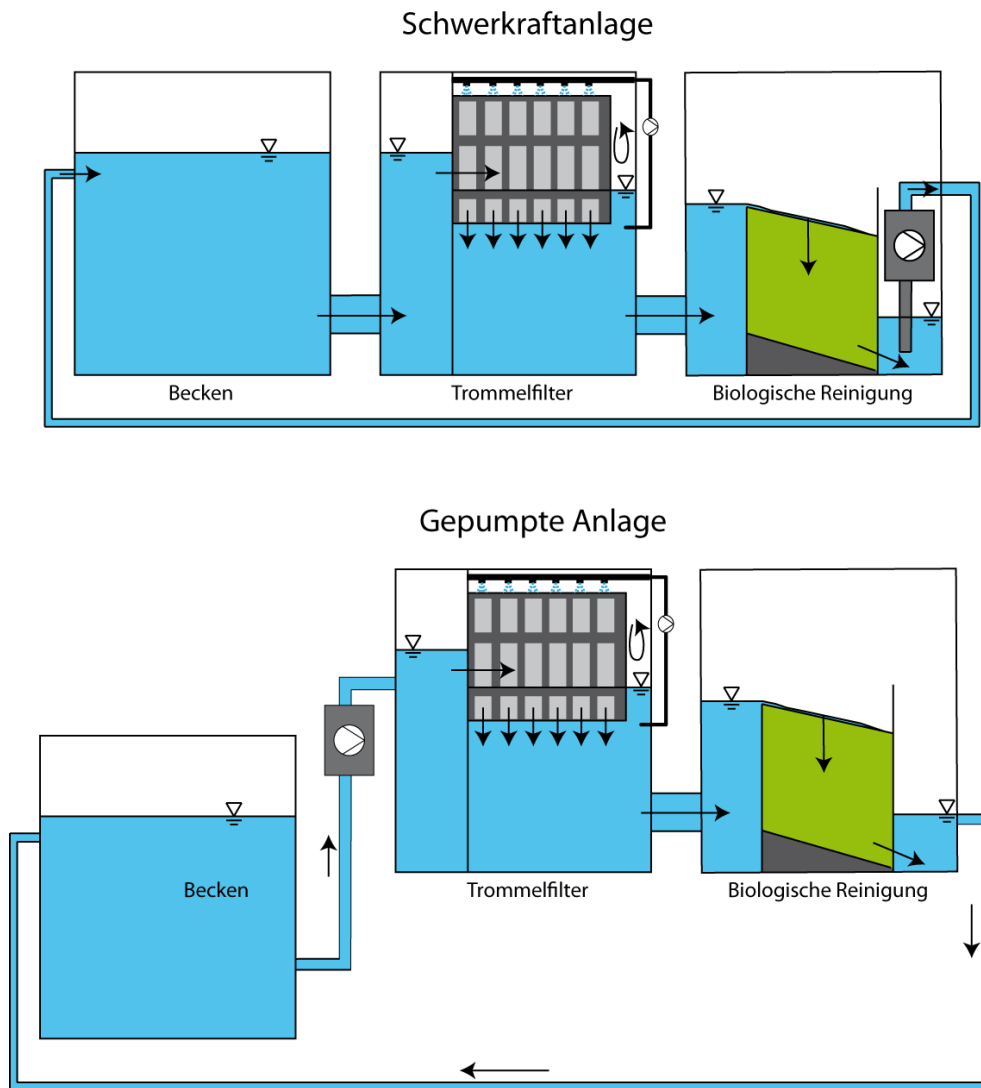 Schwerkraftanlage
Becken
Trommelfilter
Biologische Reinigung
Gepumpte Anlage
Becken
Trommelfilter
Biologische Reinigung